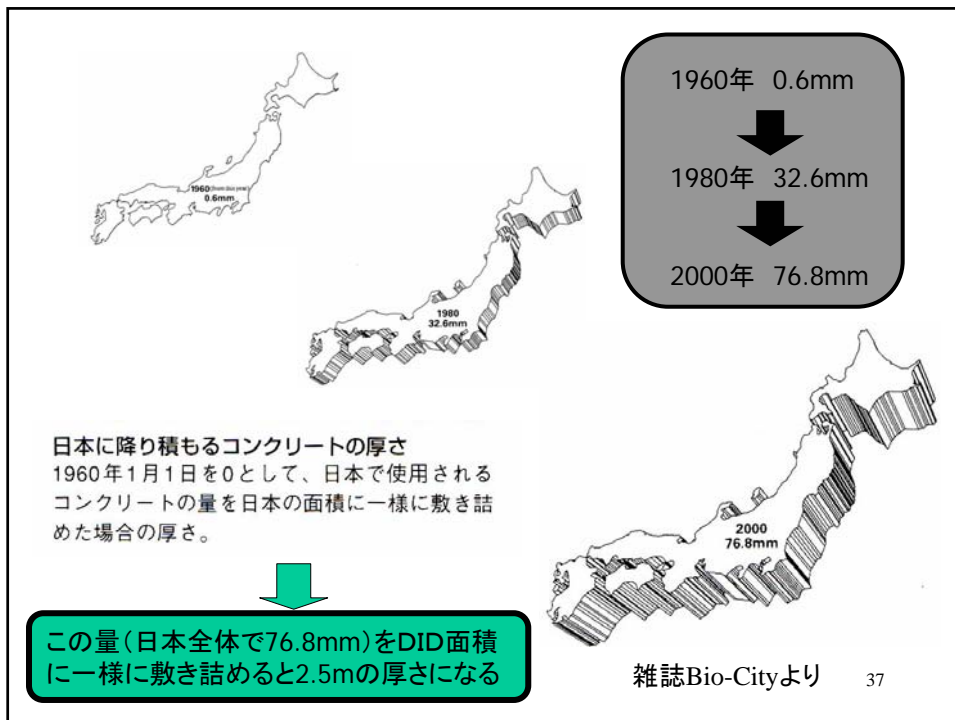 1960年 0.6mm
1980年 32.6mm
2000年 76.8mm
1960(from this year)
0.6mm
1980
32.6mm
2000
76.8mm
日本に降り積もるコンクリートの厚さ
1960年1月1日を0として、日本で使用される
コンクリートの量を日本の面積に一様に敷き詰
めた場合の厚さ。
この量(日本全体で76.8mm)をDID面積
に一様に敷き詰めると2.5mの厚さになる
雑誌Bio-Cityより
37